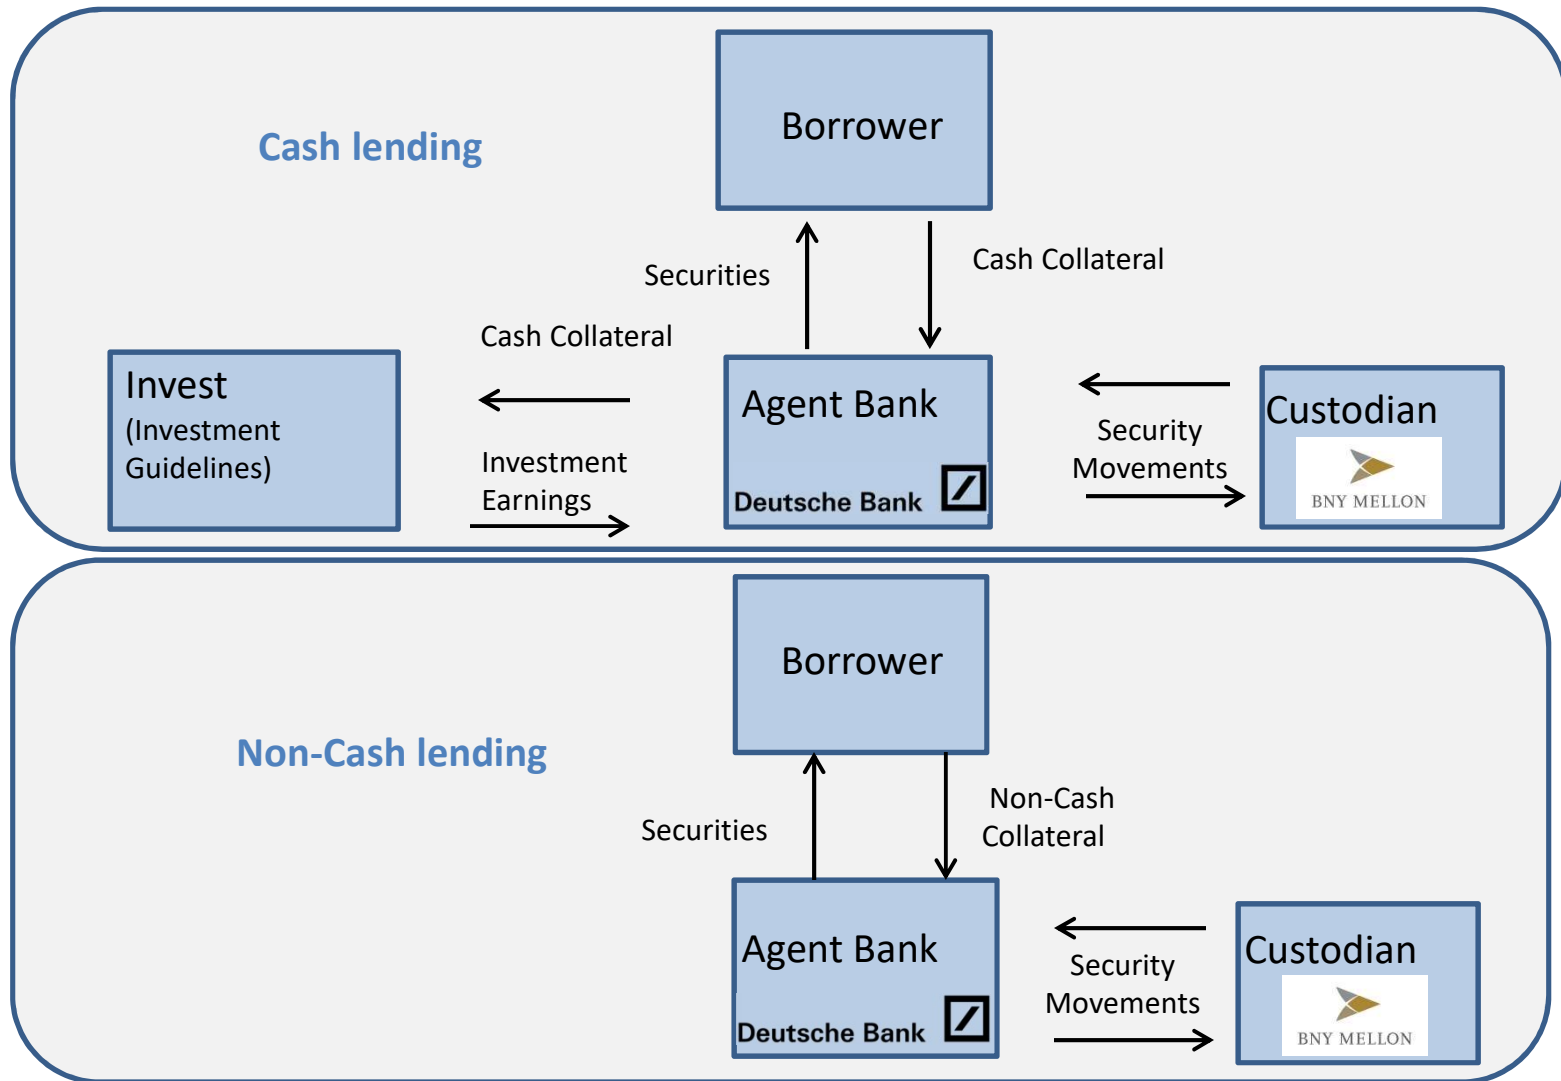 Cash lending
Borrower
Securities
Cash Collateral
Cash Collateral
Invest
(Investment
Guidelines)
Investment
Earnings
Agent Bank
Deutsche Bank
Security
Movements
Custodian
BNY MELLON
Non-Cash lending
Borrower
Securities
Non-Cash
Collateral
Agent Bank
Deutsche Bank
Security
Movements
Custodian
BNY MELLON